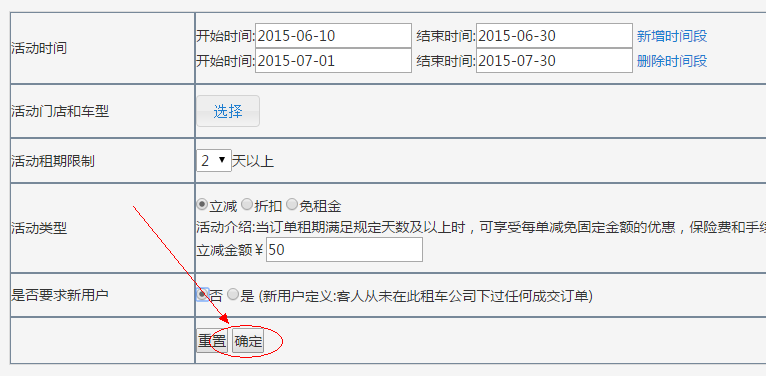 活动时间
开始时间:2015-06-10 结束时间:2015-06-30 新增时间段
开始时间:2015-07-01 结束时间:2015-07-30 删除时间段
活动门店和车型 选择
活动租期限制 2 天以上
活动类型
立减 折扣 免租金
活动介绍:当订单租期满足规定天数及以上时，可享受每单减免固定金额的优惠，保险费和手续
立减金额￥50
是否要求新用户 否 是 (新用户定义:客人从未在此租车公司下过任何成交订单)
重置 确定